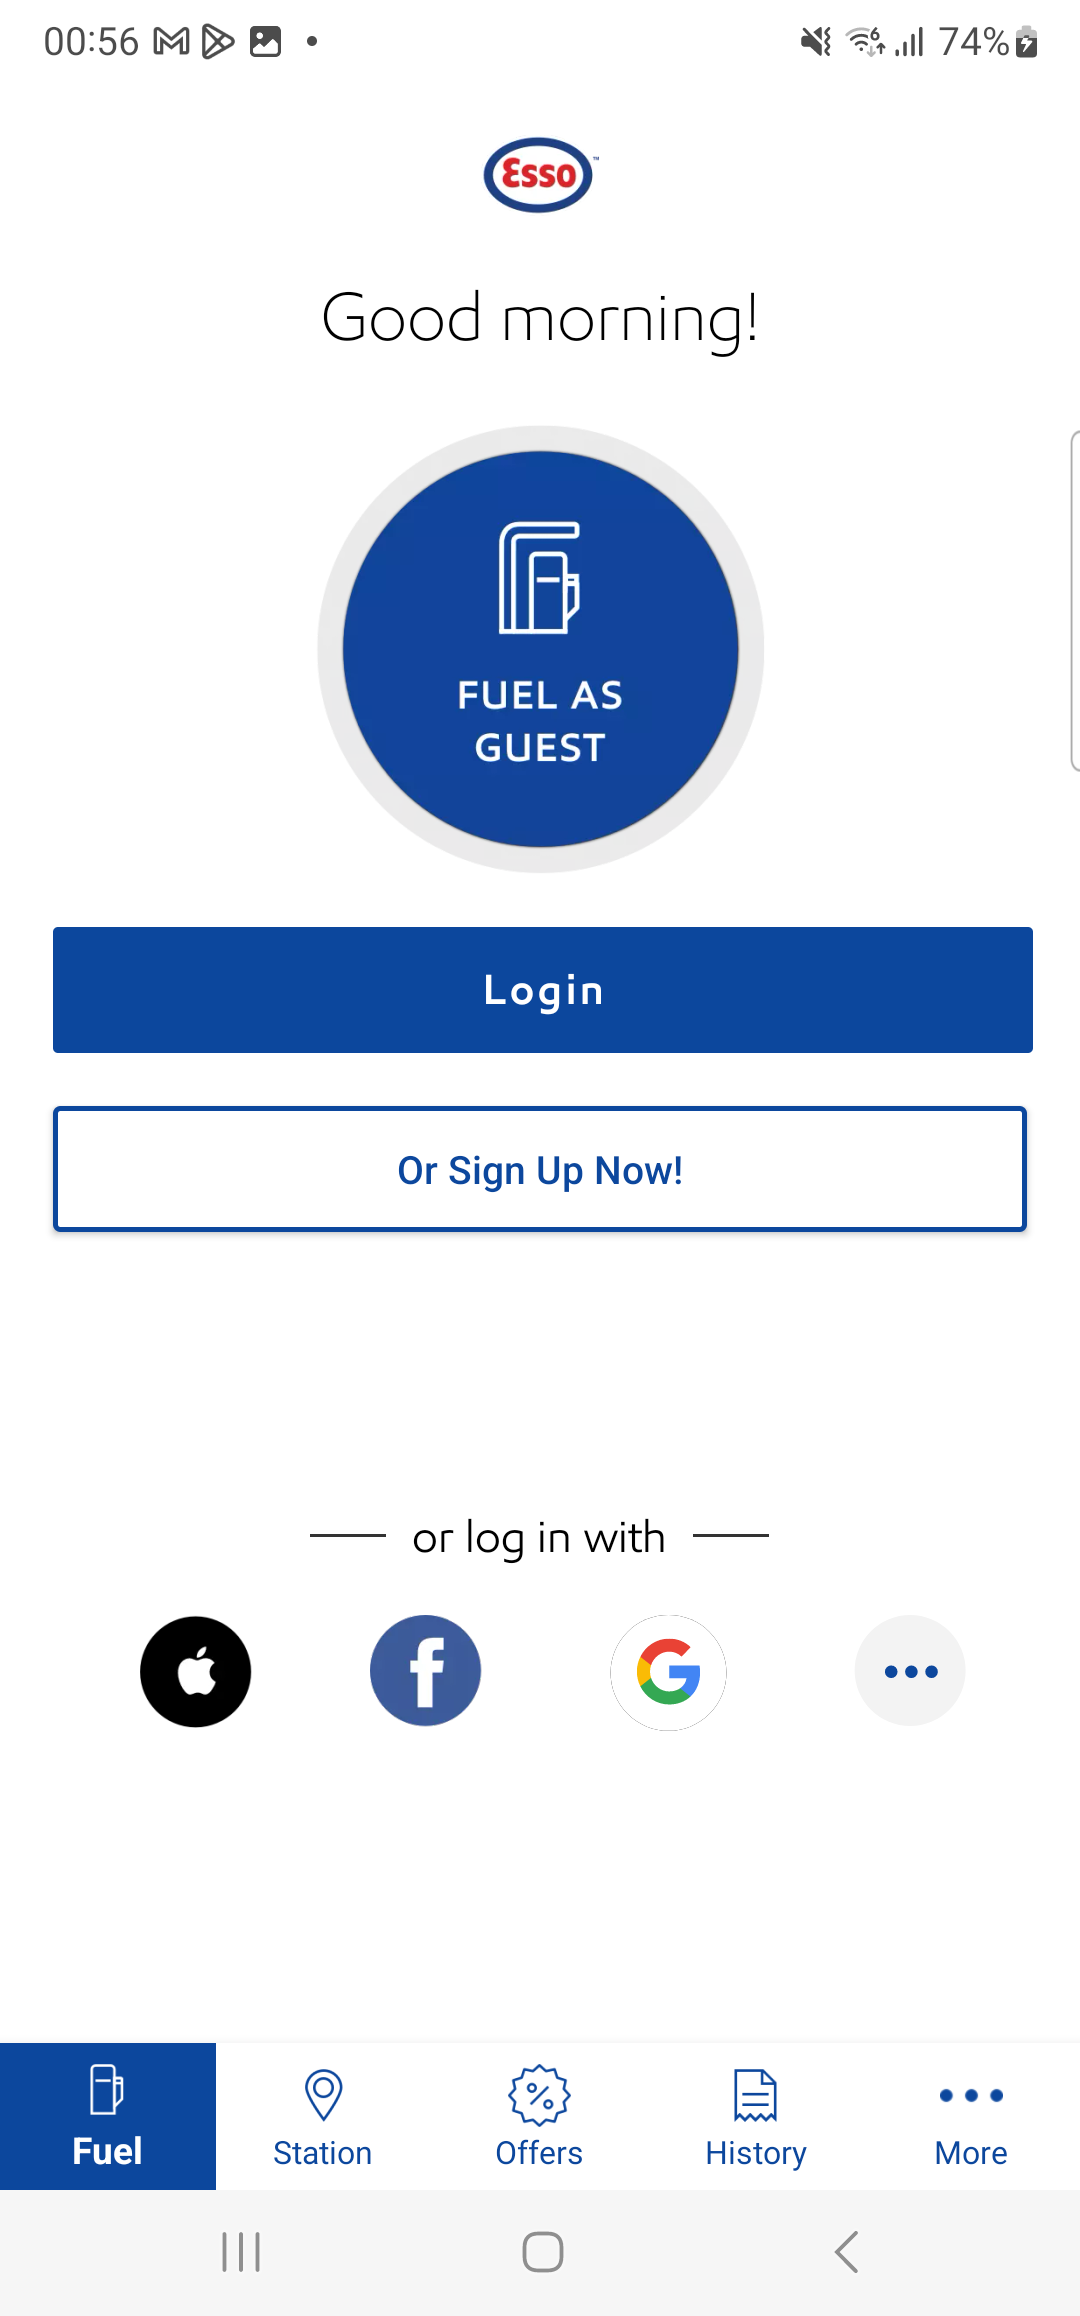 00:56
74%
Esso™
Good morning!
FUEL AS
GUEST
Login
Or Sign Up Now!
or log in with
Fuel
Station
Offers
History
More